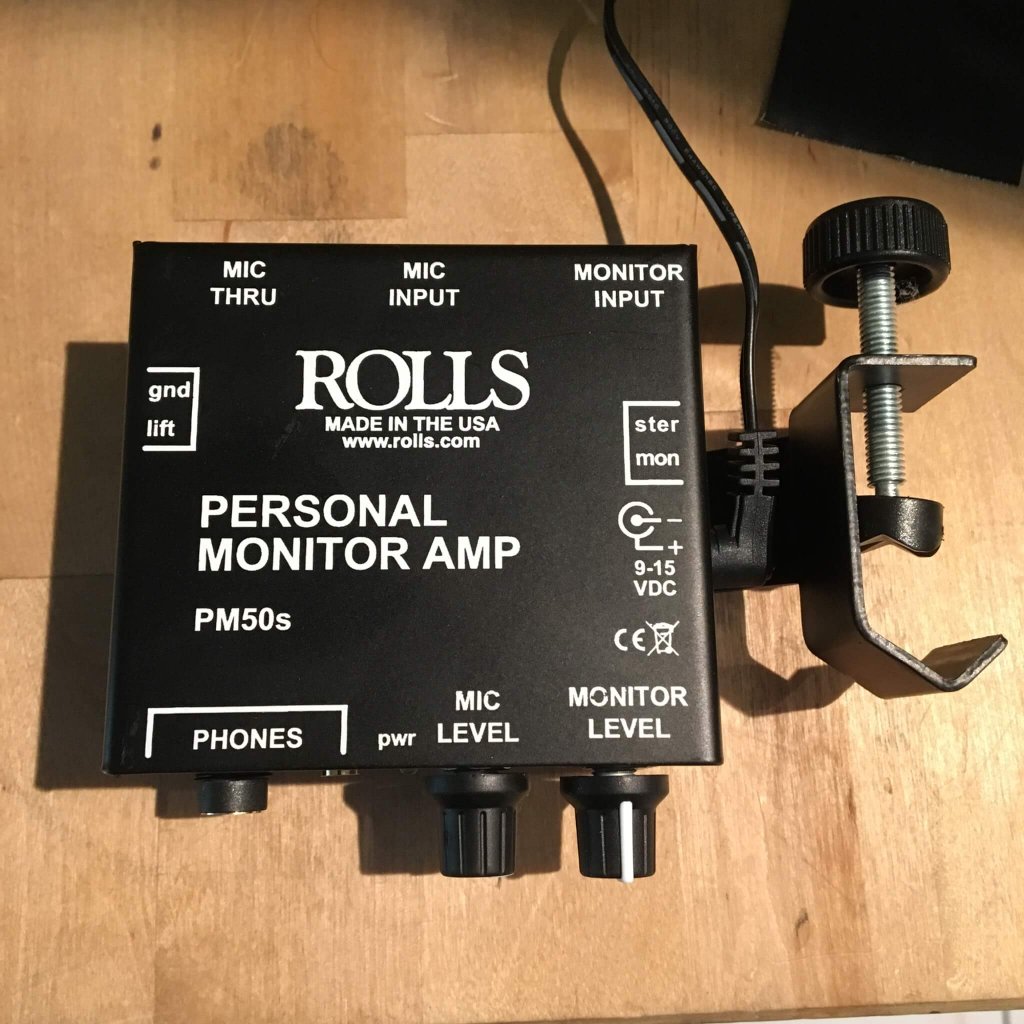 MIC
THRU
MIC
INPUT
MONITOR
INPUT
ROLLS
MADE IN THE USA
www.rolls.com
gnd
lift
ster
mon
PERSONAL
MONITOR AMP
− 
+
9-15
VDC
PM50s
CE
PHONES
pwr
MIC
LEVEL
MONITOR
LEVEL